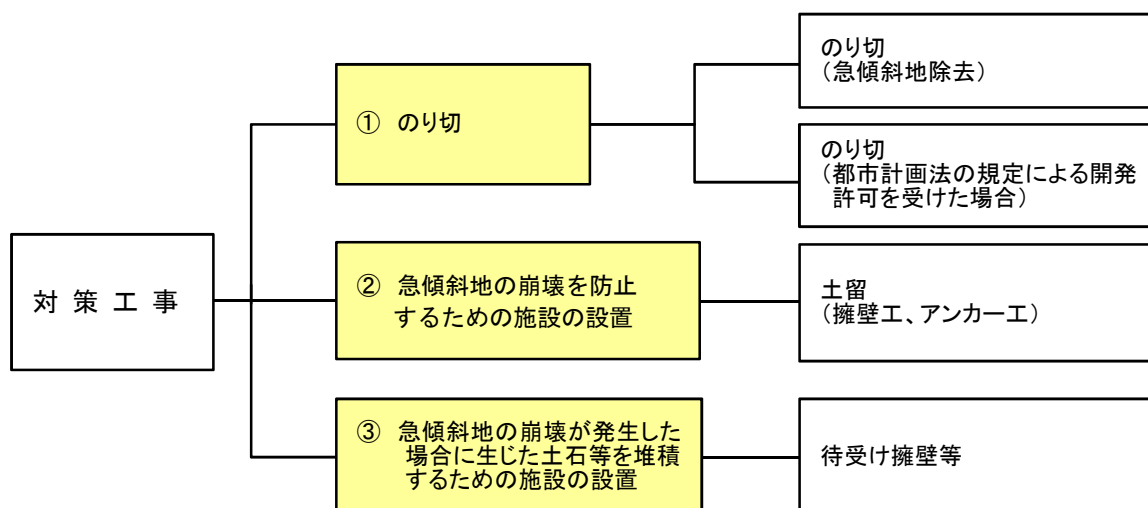 対策工事
① のり切
のり切
（急傾斜地除去）
のり切
（都市計画法の規定による開発
許可を受けた場合）
② 急傾斜地の崩壊を防止
するための施設の設置
土留
（擁壁工、アンカー工）
③ 急傾斜地の崩壊が発生した
場合に生じた土石等を堆積
するための施設の設置
待受け擁壁等